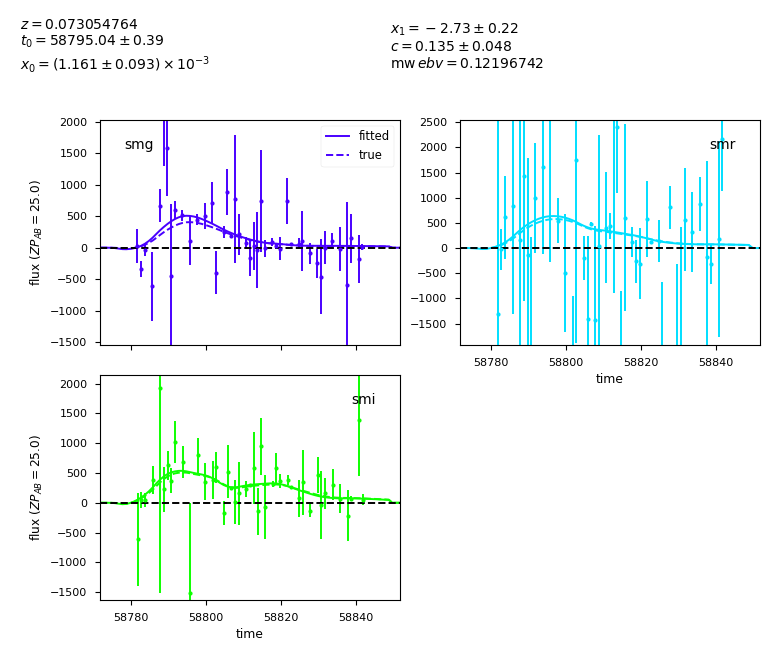 z = 0.073054764
t₀ = 58795.04 ± 0.39
x₀ = (1.161 ± 0.093) × 10⁻³
x₁ = −2.73 ± 0.22
c = 0.135 ± 0.048
mw ebv = 0.12196742
smg
fitted
true
2000
1500
1000
500
0
−500
−1000
−1500
flux (ZP_AB = 25.0)
smr
2500
2000
1500
1000
500
0
−500
−1000
−1500
58780 58800 58820 58840
time
smi
2000
1500
1000
500
0
−500
−1000
−1500
flux (ZP_AB = 25.0)
58780 58800 58820 58840
time